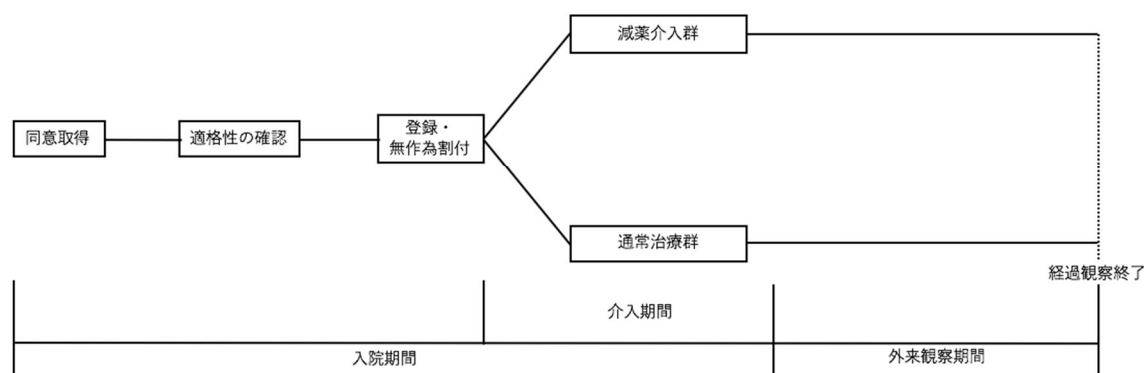 減薬介入群
同意取得
適格性の確認
登録・
無作為割付
通常治療群
経過観察終了
介入期間
入院期間
外来観察期間